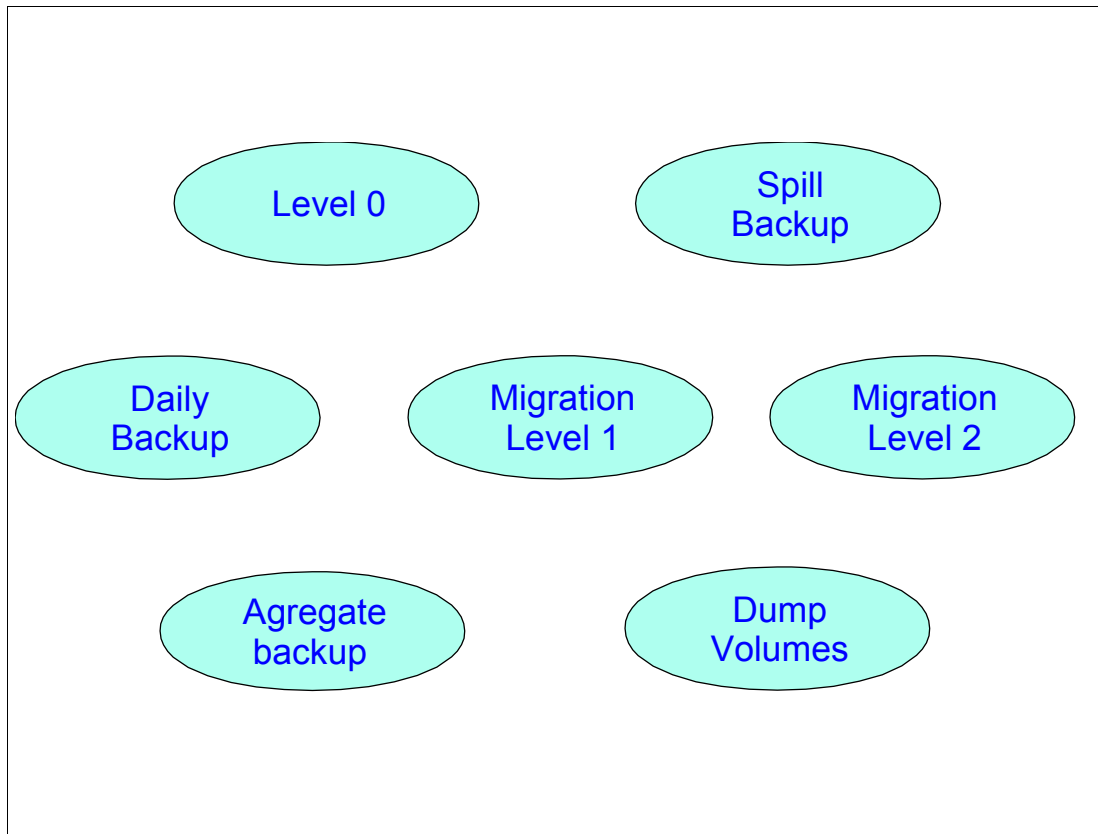 Level 0
Spill
Backup
Daily
Backup
Migration
Level 1
Migration
Level 2
Agregate
backup
Dump
Volumes